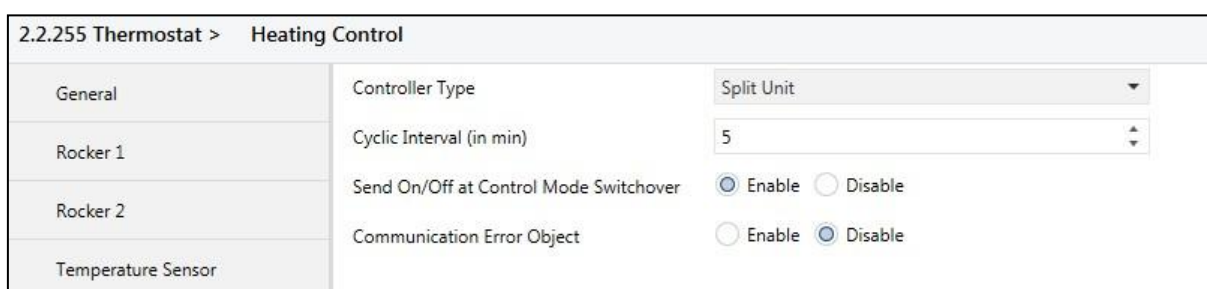 2.2.255 Thermostat > Heating Control
General
Rocker 1
Rocker 2
Temperature Sensor
Controller Type Split Unit
Cyclic Interval (in min) 5
Send On/Off at Control Mode Switchover Enable Disable
Communication Error Object Enable Disable